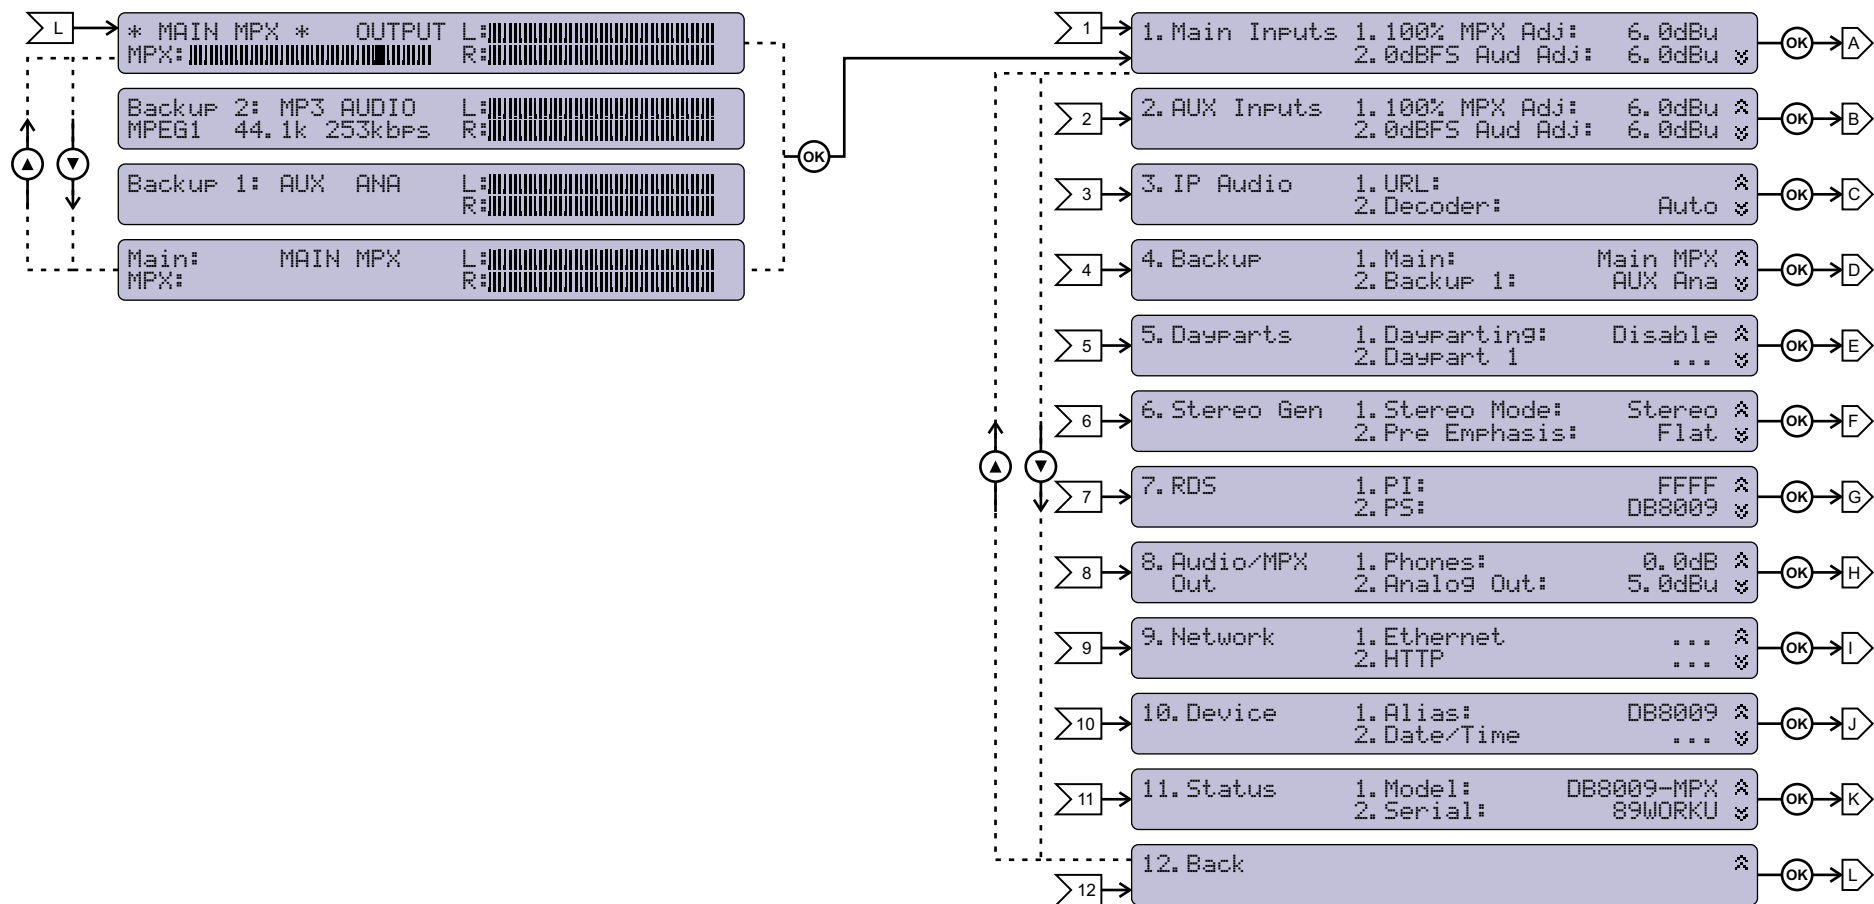 L
* MAIN MPX * OUTPUT L:
MPX: R:
Backup 2: MP3 AUDIO L:
MPEG1 44.1k 253kbps R:
Backup 1: AUX ANA L:
R:
Main: MAIN MPX L:
MPX: R:
OK
1
1.Main Inputs 1.100% MPX Adj: 6.0dBu
2.0dBFS Aud Adj: 6.0dBu
OK
A
2
2.AUX Inputs 1.100% MPX Adj: 6.0dBu
2.0dBFS Aud Adj: 6.0dBu
OK
B
3
3.IP Audio 1.URL:
2.Decoder: Auto
OK
C
4
4.Backup 1.Main: Main MPX
2.Backup 1: AUX Ana
OK
D
5
5.Dayparts 1.Dayparting: Disable
2.Daypart 1 ...
OK
E
6
6.Stereo Gen 1.Stereo Mode: Stereo
2.Pre Emphasis: Flat
OK
F
7
7.RDS 1.PI: FFFF
2.PS: DB8009
OK
G
8
8.Audio/MPX 1.Phones: 0.0dB
Out 2.Analog Out: 5.0dBu
OK
H
9
9.Network 1.Ethernet ...
2.HTTP ...
OK
I
10
10.Device 1.Alias: DB8009
2.Date/Time ...
OK
J
11
11.Status 1.Model: DB8009-MPX
2.Serial: 89WORKU
OK
K
12
12.Back
OK
L